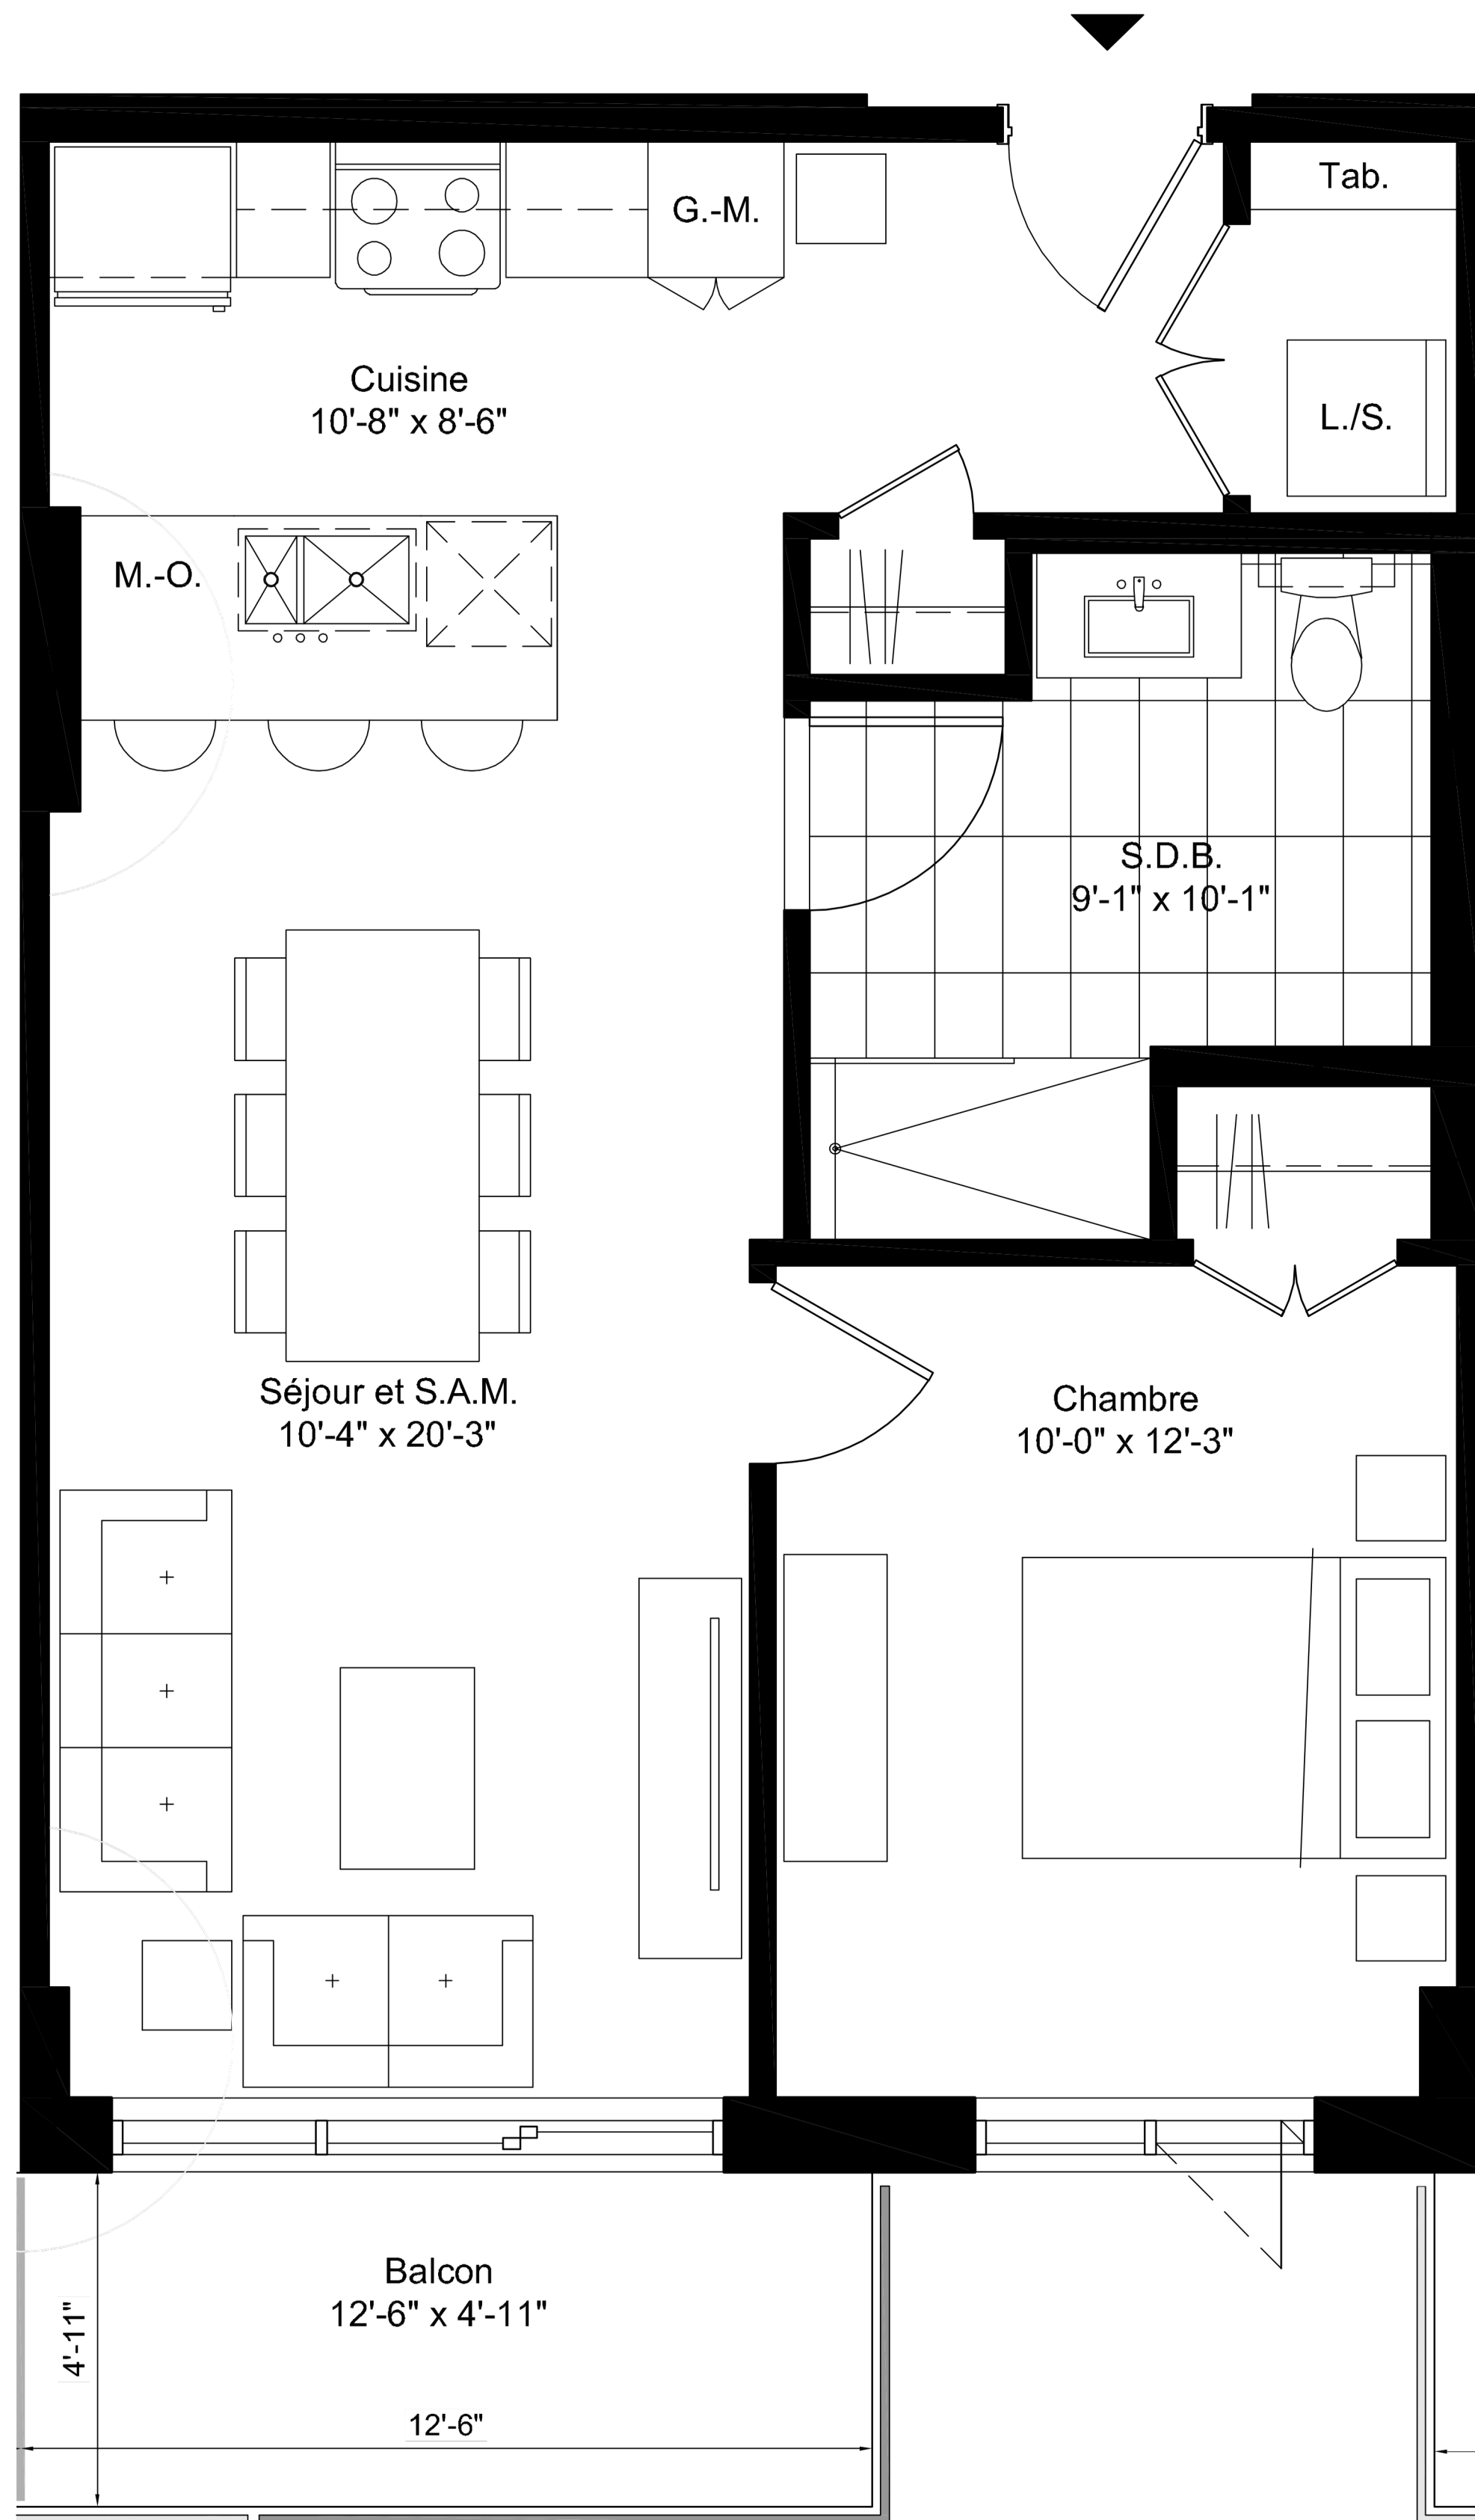 Tab.
G.-M.
Cuisine
10'-8" x 8'-6"
L./S.
M.-O.
S.D.B.
9'-1" x 10'-1"
Séjour et S.A.M.
10'-4" x 20'-3"
Chambre
10'-0" x 12'-3"
Balcon
12'-6" x 4'-11"
4'-11"
12'-6"